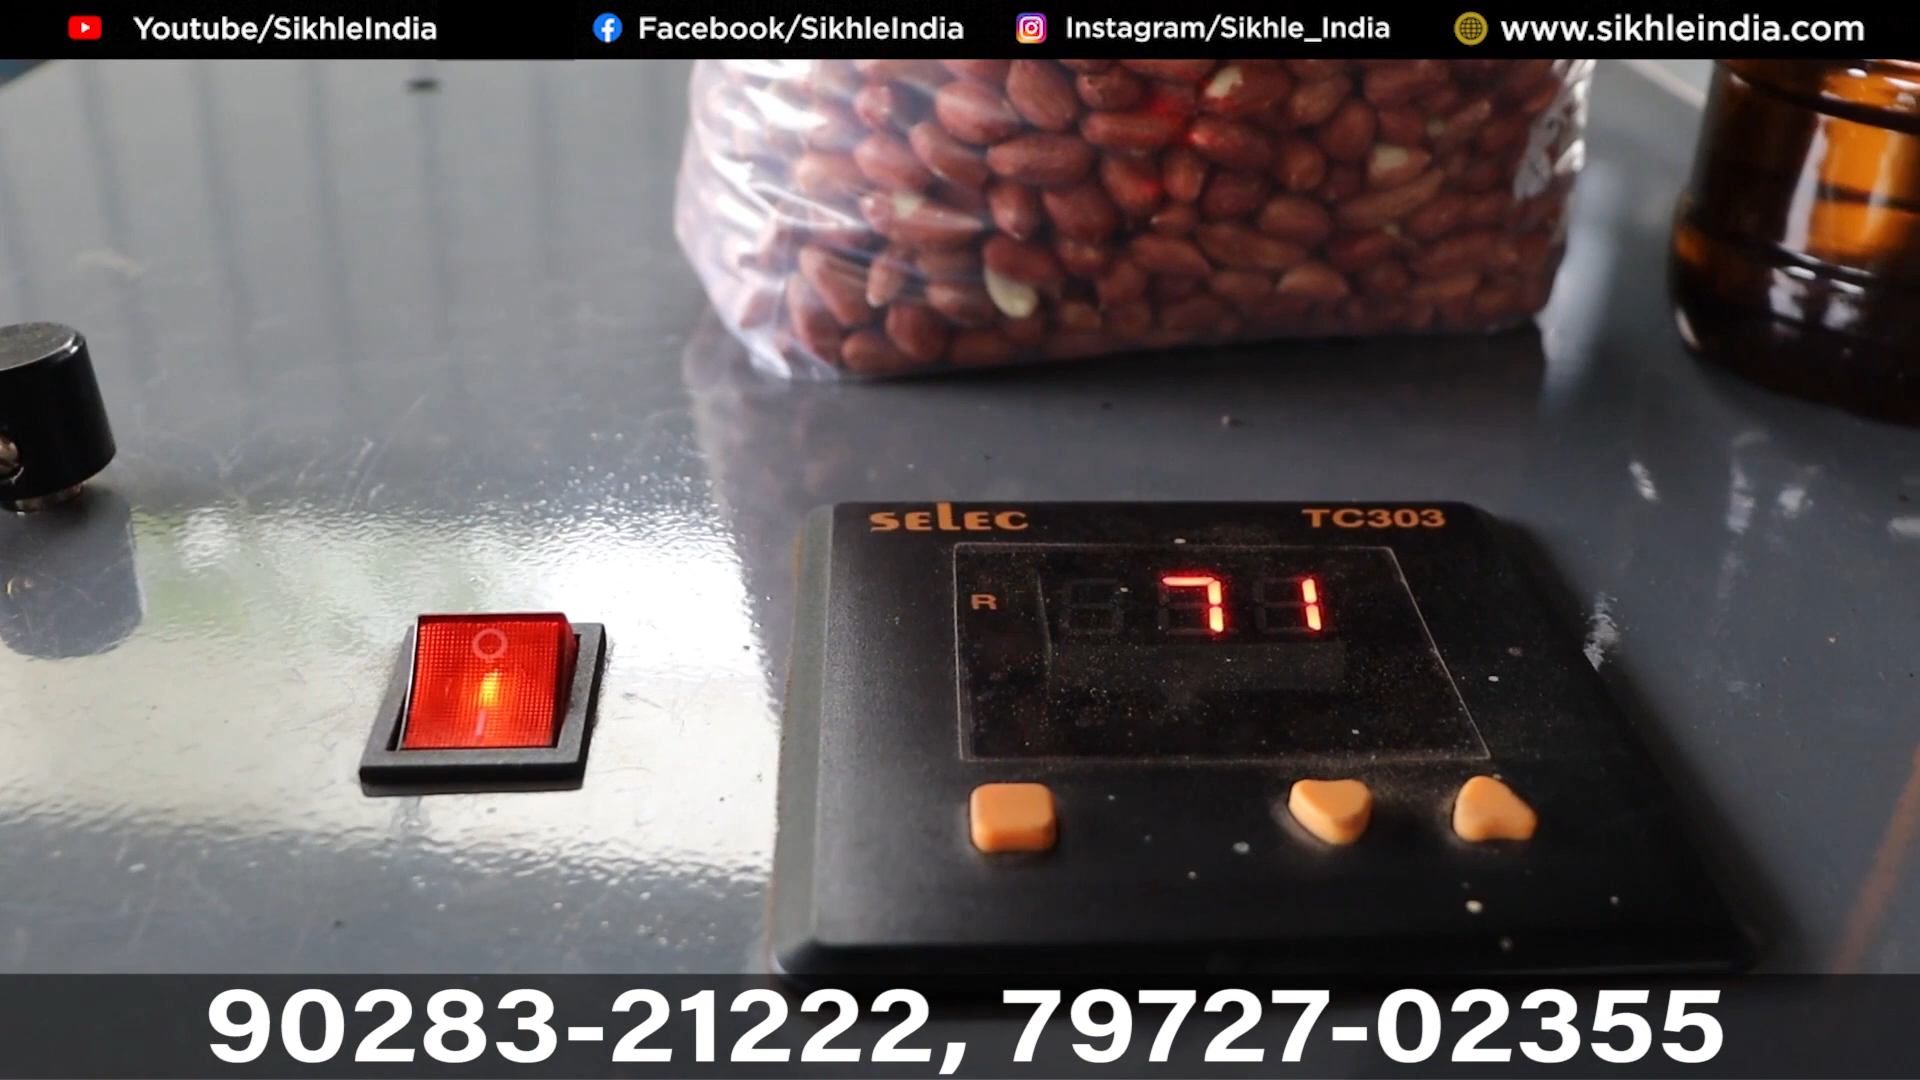 Youtube/SikhleIndia Facebook/SikhleIndia Instagram/Sikhle_India www.sikhleindia.com
selec TC303
R 71
90283-21222, 79727-02355